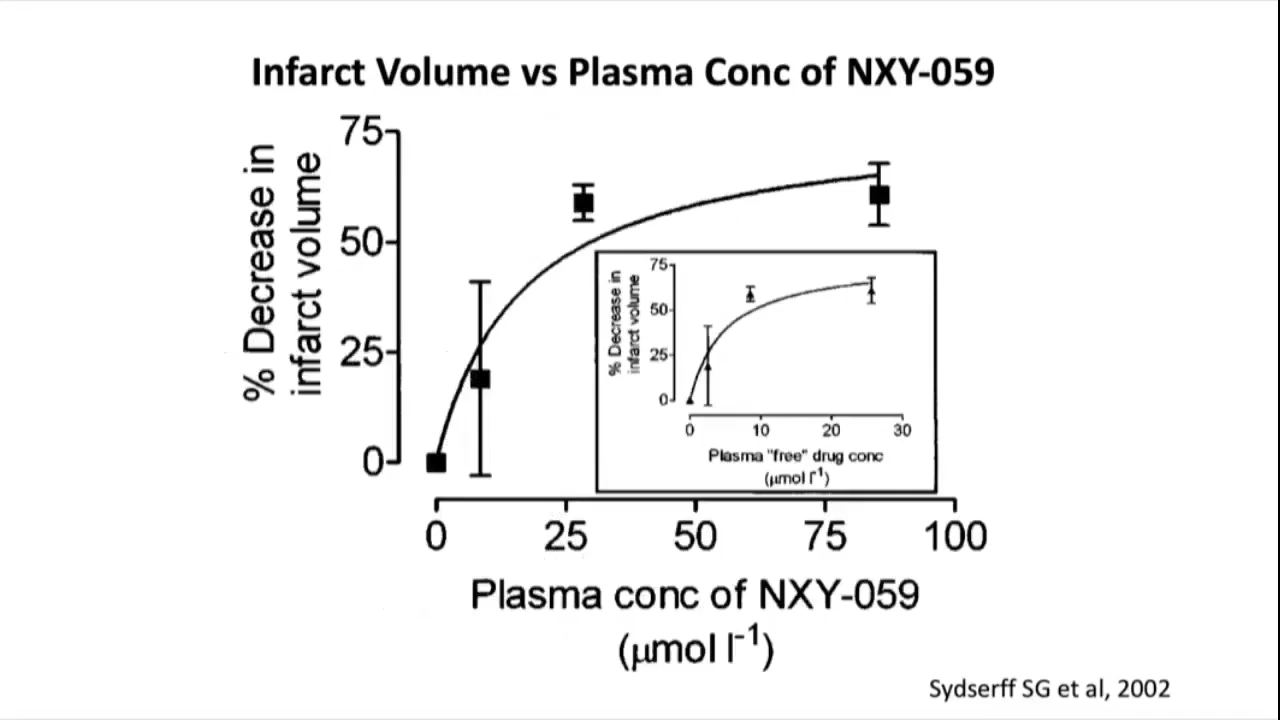 Infarct Volume vs Plasma Conc of NXY-059
% Decrease in
infarct volume
75
50
25
0
0 25 50 75 100
Plasma conc of NXY-059
(µmol l⁻¹)
% Decrease in
infarct volume
75
50
25
0
0 10 20 30
Plasma "free" drug conc
(µmol l⁻¹)
Sydserff SG et al, 2002